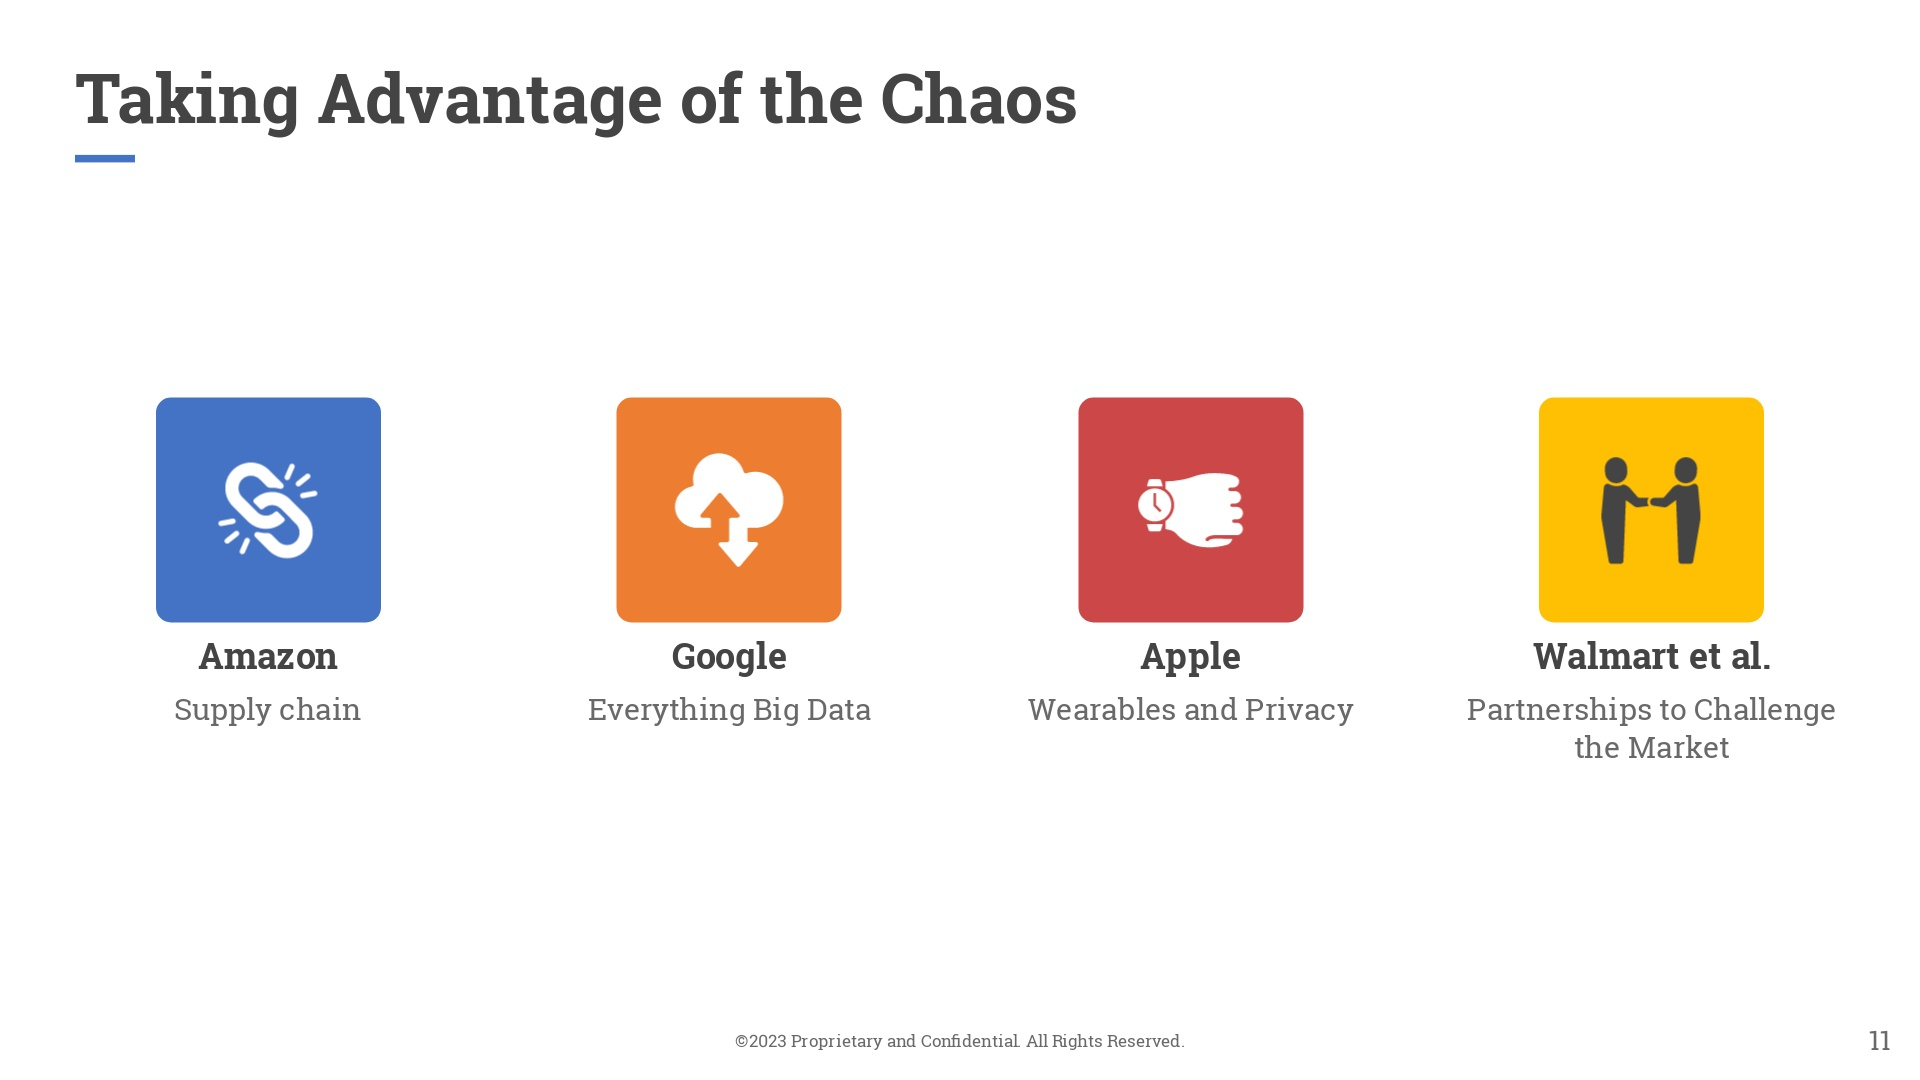 Taking Advantage of the Chaos
Amazon
Supply chain
Google
Everything Big Data
Apple
Wearables and Privacy
Walmart et al.
Partnerships to Challenge
the Market
©2023 Proprietary and Confidential. All Rights Reserved.
11